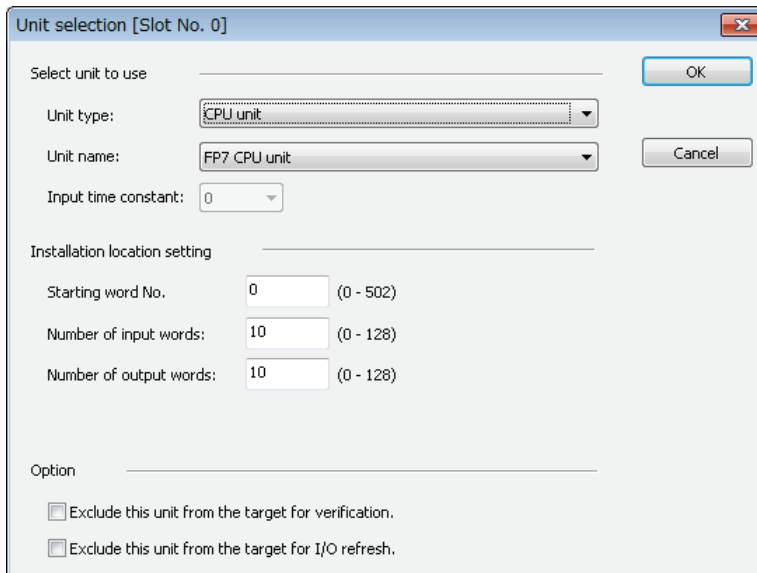 Unit selection [Slot No. 0]
Select unit to use
OK
Unit type: CPU unit
Unit name: FP7 CPU unit
Cancel
Input time constant: 0
Installation location setting
Starting word No. 0 (0 - 502)
Number of input words: 10 (0 - 128)
Number of output words: 10 (0 - 128)
Option
Exclude this unit from the target for verification.
Exclude this unit from the target for I/O refresh.